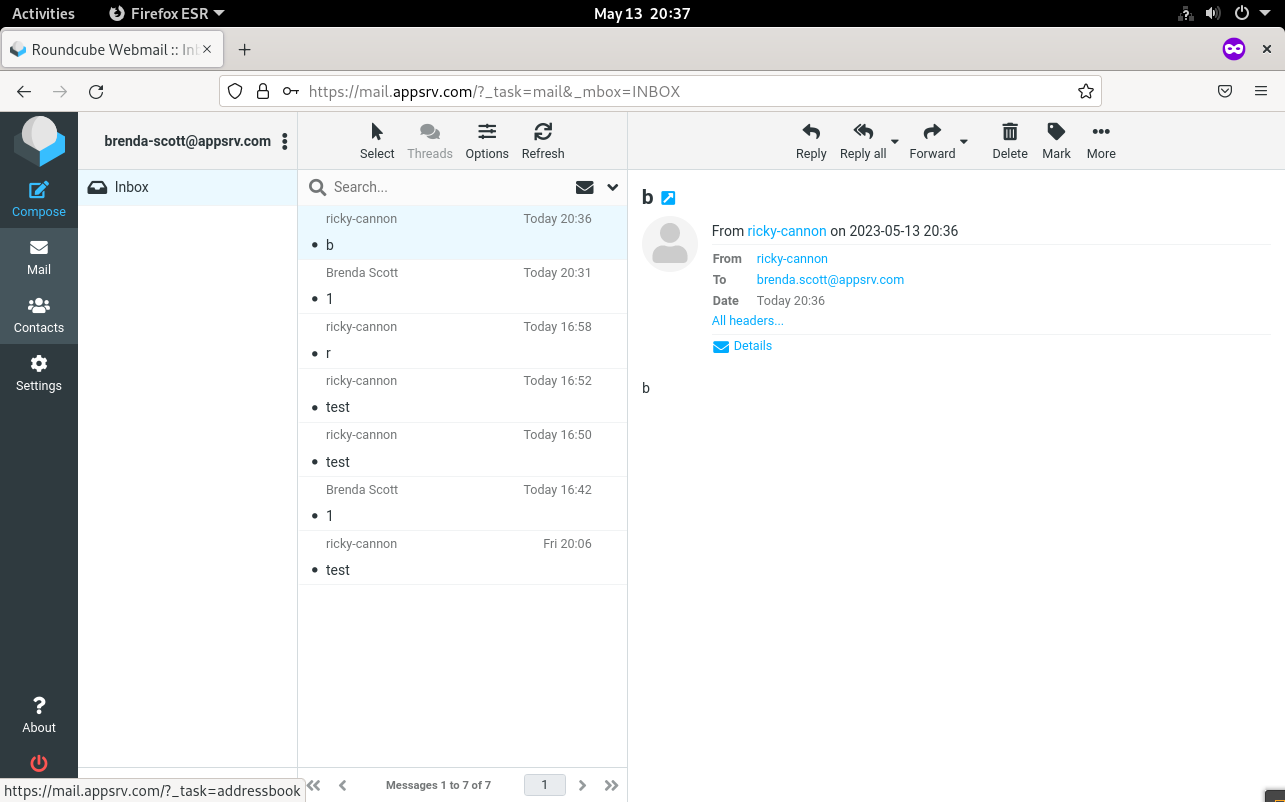 Activities
Firefox ESR
May 13 20:37
Roundcube Webmail :: Inb
https://mail.appsrv.com/?_task=mail&_mbox=INBOX
brenda-scott@appsrv.com
Select
Threads
Options
Refresh
Reply
Reply all
Forward
Delete
Mark
More
Compose
Mail
Contacts
Settings
About
Inbox
Search...
ricky-cannon Today 20:36
b
Brenda Scott Today 20:31
1
ricky-cannon Today 16:58
r
ricky-cannon Today 16:52
test
ricky-cannon Today 16:50
test
Brenda Scott Today 16:42
1
ricky-cannon Fri 20:06
test
Messages 1 to 7 of 7
1
b
From ricky-cannon on 2023-05-13 20:36
From ricky-cannon
To brenda.scott@appsrv.com
Date Today 20:36
All headers...
Details
b
https://mail.appsrv.com/?_task=addressbook